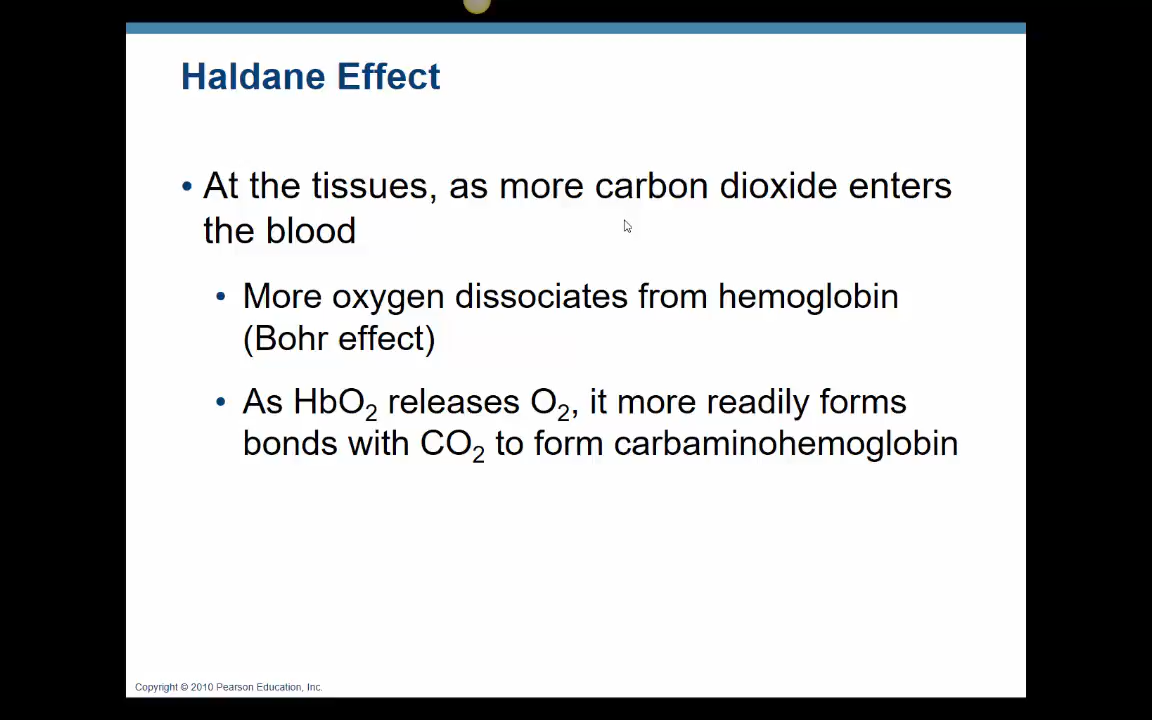 Haldane Effect
• At the tissues, as more carbon dioxide enters
the blood
• More oxygen dissociates from hemoglobin
(Bohr effect)
• As HbO₂ releases O₂, it more readily forms
bonds with CO₂ to form carbaminohemoglobin
Copyright © 2010 Pearson Education, Inc.